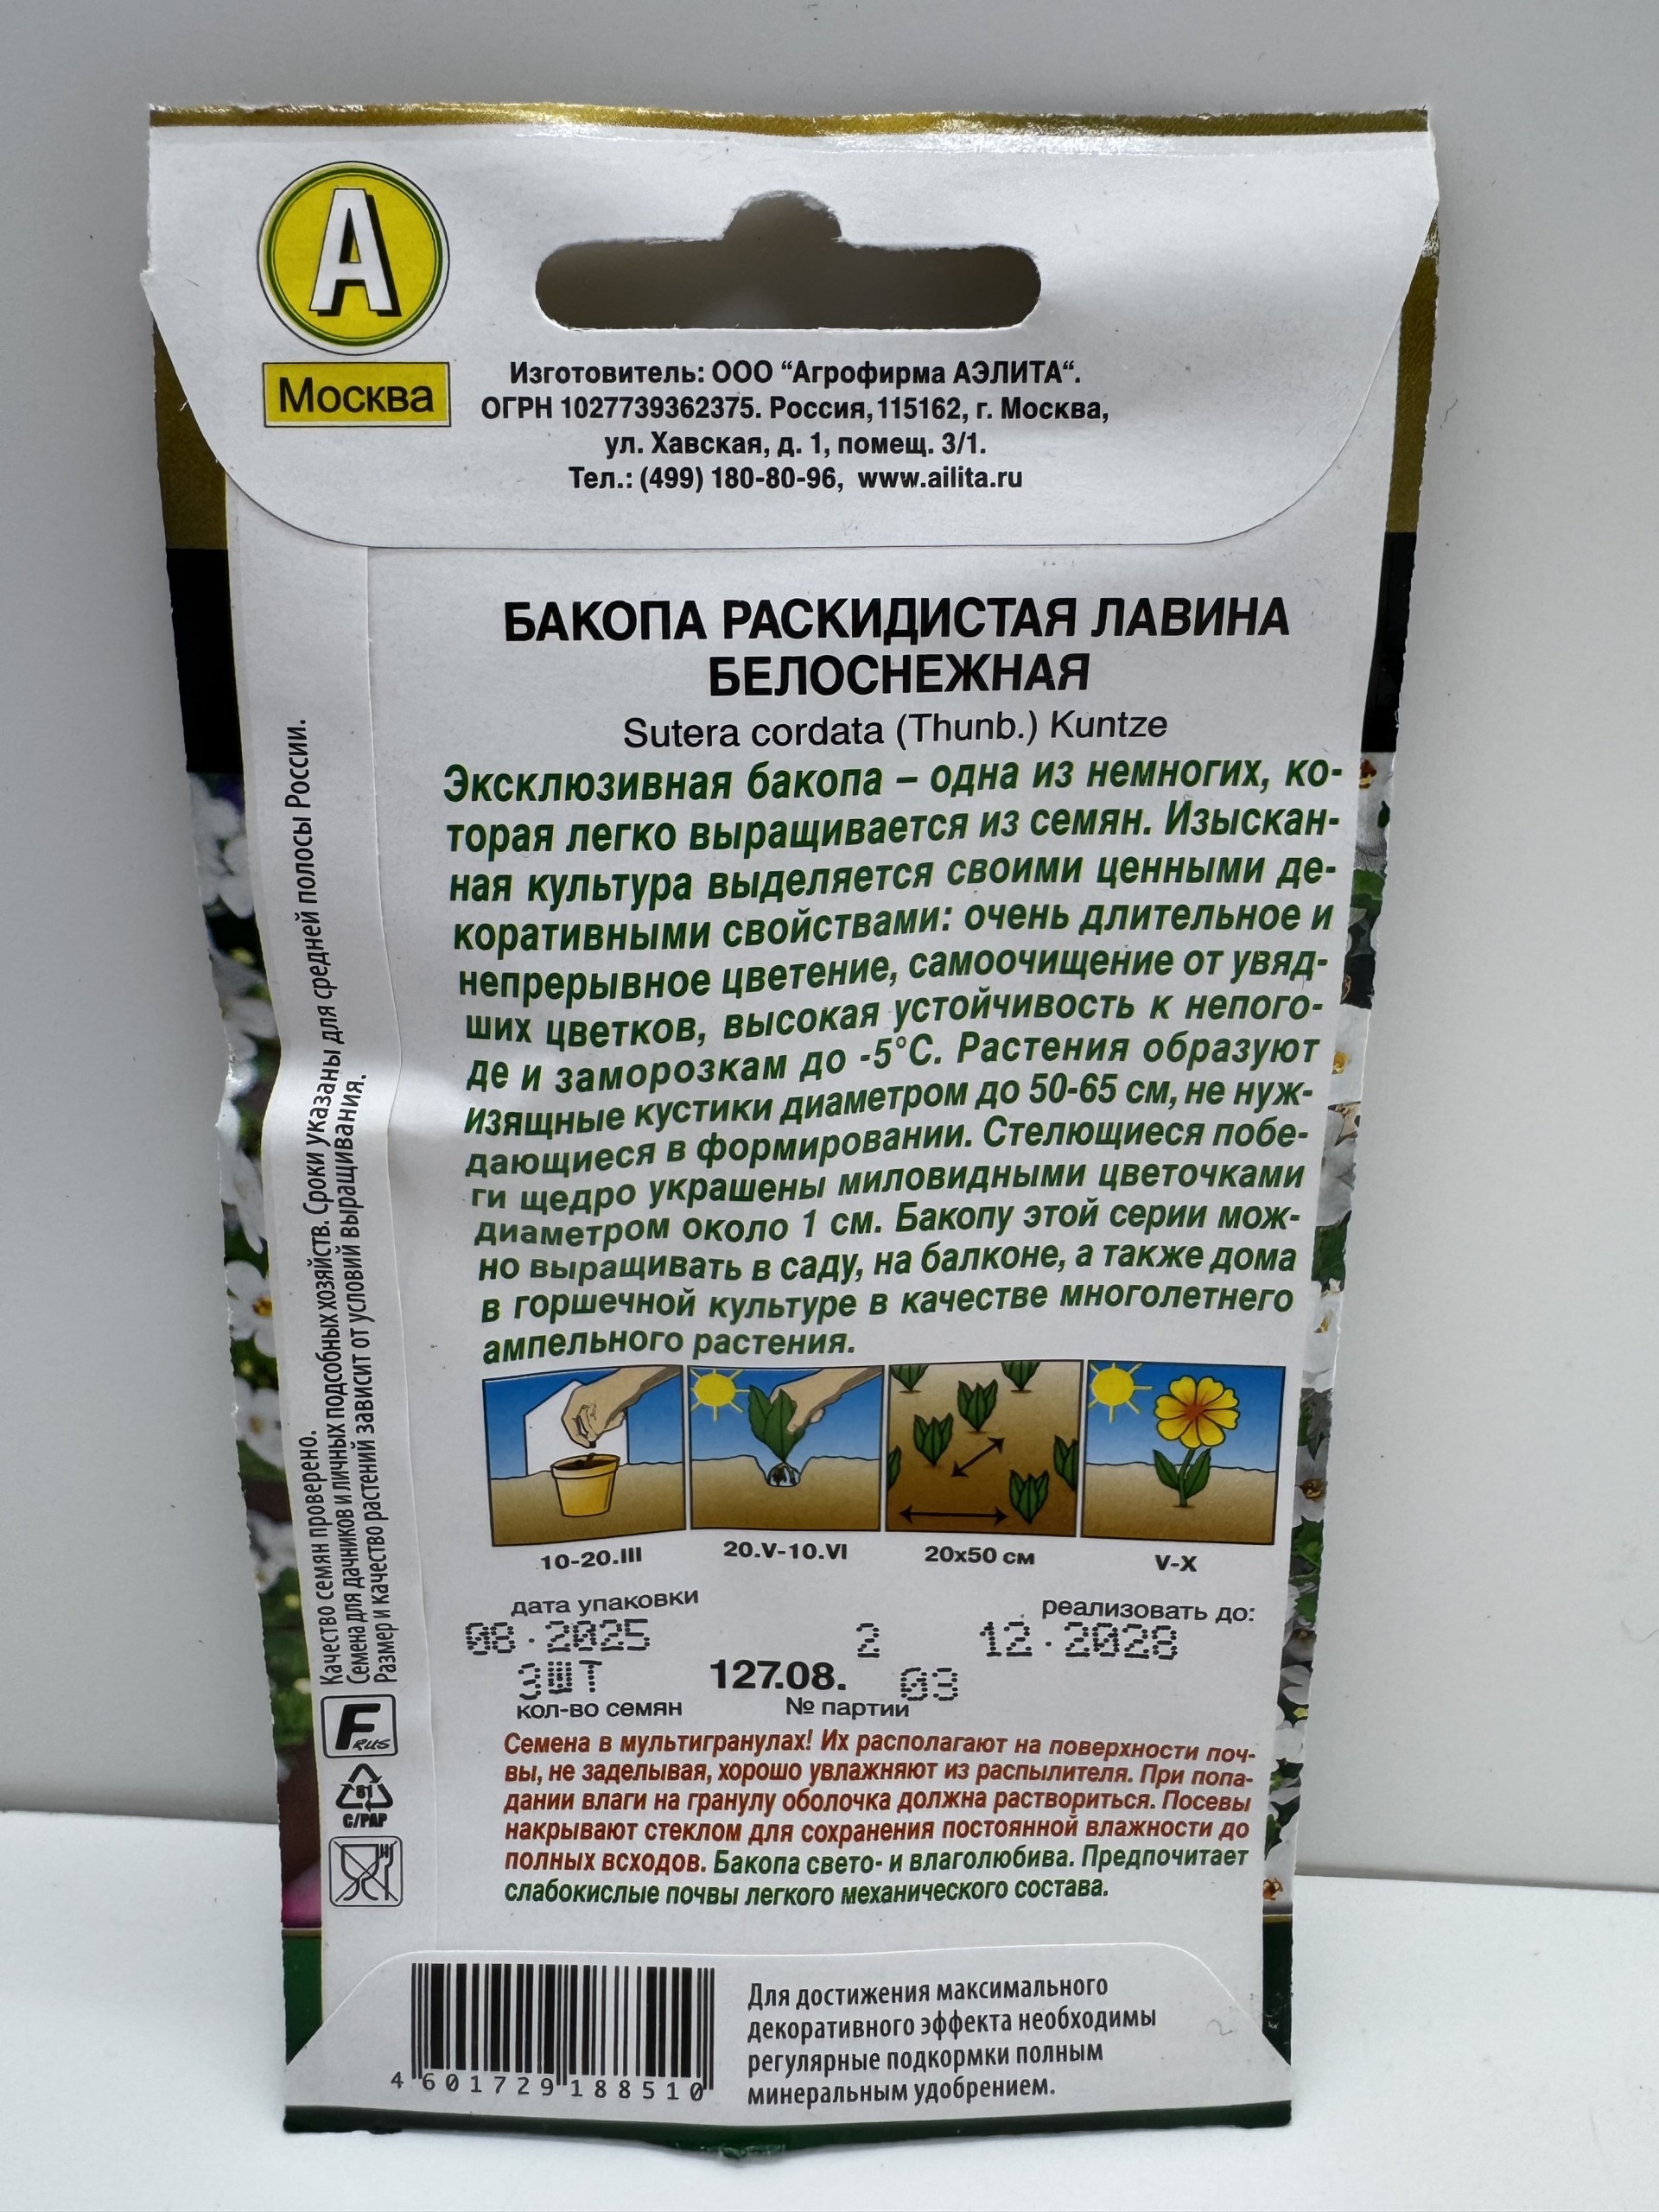 А
Москва
Изготовитель: ООО “Агрофирма АЭЛИТА“.
ОГРН 1027739362375. Россия, 115162, г. Москва,
ул. Хавская, д. 1, помещ. 3/1.
Тел.: (499) 180-80-96, www.ailita.ru
БАКОПА РАСКИДИСТАЯ ЛАВИНА
БЕЛОСНЕЖНАЯ
Sutera cordata (Thunb.) Kuntze
Эксклюзивная бакопа – одна из немногих, ко-
торая легко выращивается из семян. Изыскан-
ная культура выделяется своими ценными де-
коративными свойствами: очень длительное и
непрерывное цветение, самоочищение от увяд-
ших цветков, высокая устойчивость к непого-
де и заморозкам до -5°С. Растения образуют
изящные кустики диаметром до 50-65 см, не нуж-
дающиеся в формировании. Стелющиеся побе-
ги щедро украшены миловидными цветочками
диаметром около 1 см. Бакопу этой серии мож-
но выращивать в саду, на балконе, а также дома
в горшечной культуре в качестве многолетнего
ампельного растения.
10-20.III
20.V-10.VI
20х50 см
V-X
дата упаковки
реализовать до:
08.2025
2
12.2028
3ШТ
127.08.
03
кол-во семян
№ партии
Семена в мультигранулах! Их располагают на поверхности поч-
вы, не заделывая, хорошо увлажняют из распылителя. При попа-
дании влаги на гранулу оболочка должна раствориться. Посевы
накрывают стеклом для сохранения постоянной влажности до
полных всходов. Бакопа свето- и влаголюбива. Предпочитает
слабокислые почвы легкого механического состава.
Качество семян проверено.
Семена для дачников и личных подсобных хозяйств. Сроки указаны для средней полосы России.
Размер и качество растений зависит от условий выращивания.
F RUS
81
C/PAP
4 601729 188510
Для достижения максимального
декоративного эффекта необходимы
регулярные подкормки полным
минеральным удобрением.